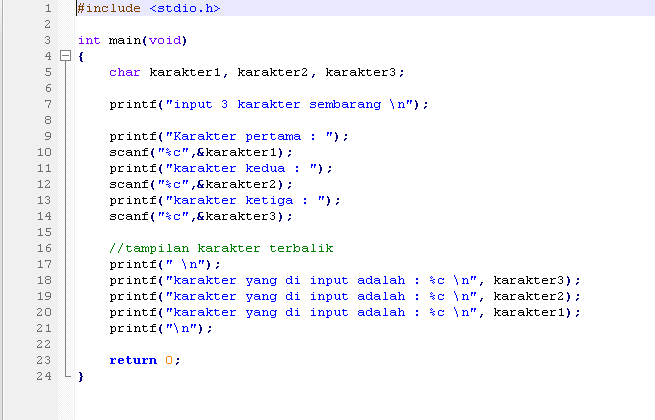 1 #include <stdio.h>
2
3 int main(void)
4 {
5 char karakter1, karakter2, karakter3;
6
7 printf("input 3 karakter sembarang \n");
8
9 printf("Karakter pertama : ");
10 scanf("%c",&karakter1);
11 printf("karakter kedua : ");
12 scanf("%c",&karakter2);
13 printf("karakter ketiga : ");
14 scanf("%c",&karakter3);
15
16 //tampilan karakter terbalik
17 printf(" \n");
18 printf("karakter yang di input adalah : %c \n", karakter3);
19 printf("karakter yang di input adalah : %c \n", karakter2);
20 printf("karakter yang di input adalah : %c \n", karakter1);
21 printf("\n");
22
23 return 0;
24 }